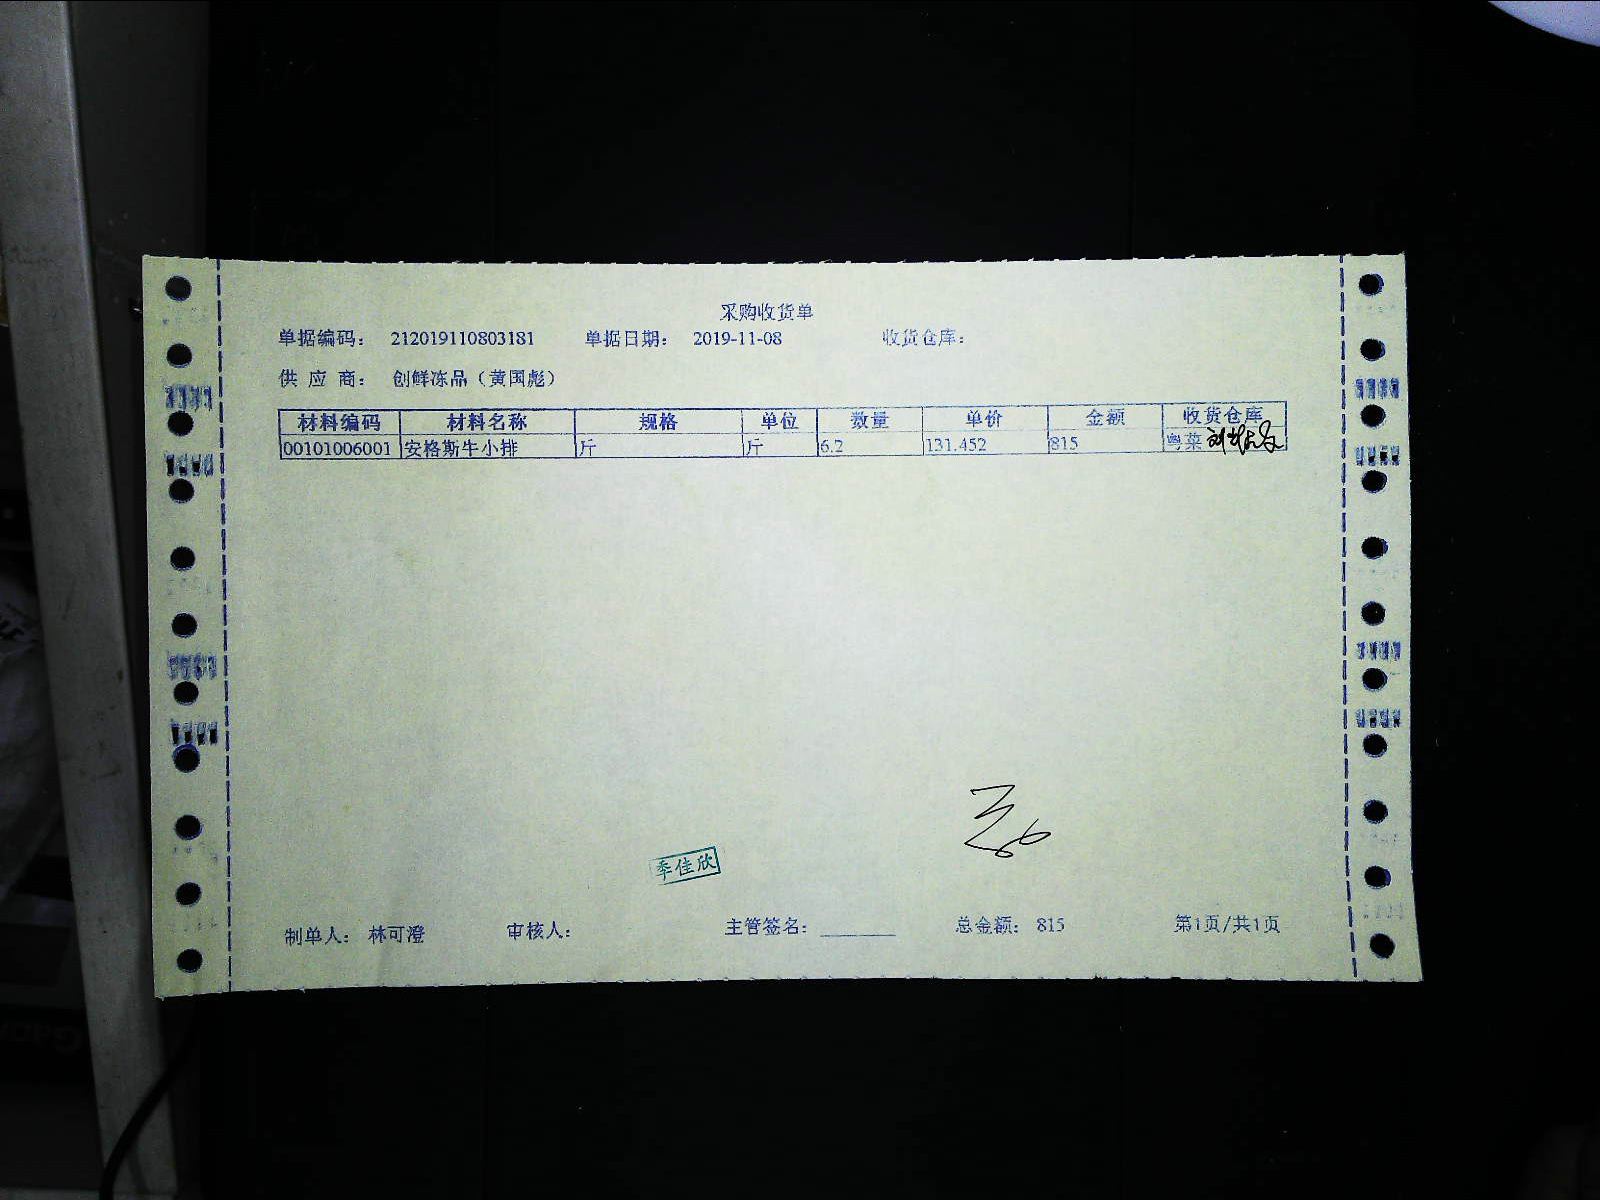 采购收货单
单据编码： 212019110803181 单据日期： 2019-11-08 收货仓库：
供 应 商： 创鲜冻品（黄国彪）
材料编码 材料名称 规格 单位 数量 单价 金额 收货仓库
00101006001 安格斯牛小排 斤 斤 6.2 131.452 815 粤菜
季佳欣
制单人： 林可澄 审核人： 主管签名： ________ 总金额： 815 第1页/共1页